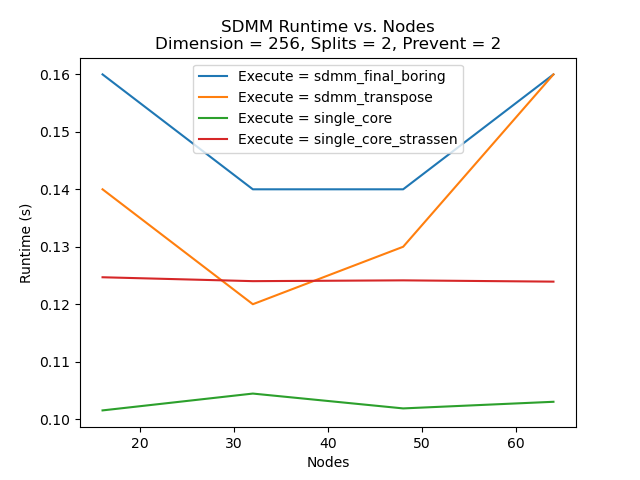 SDMM Runtime vs. Nodes
Dimension = 256, Splits = 2, Prevent = 2
Execute = sdmm_final_boring
Execute = sdmm_transpose
Execute = single_core
Execute = single_core_strassen
Runtime (s)
0.16
0.15
0.14
0.13
0.12
0.11
0.10
20 30 40 50 60
Nodes